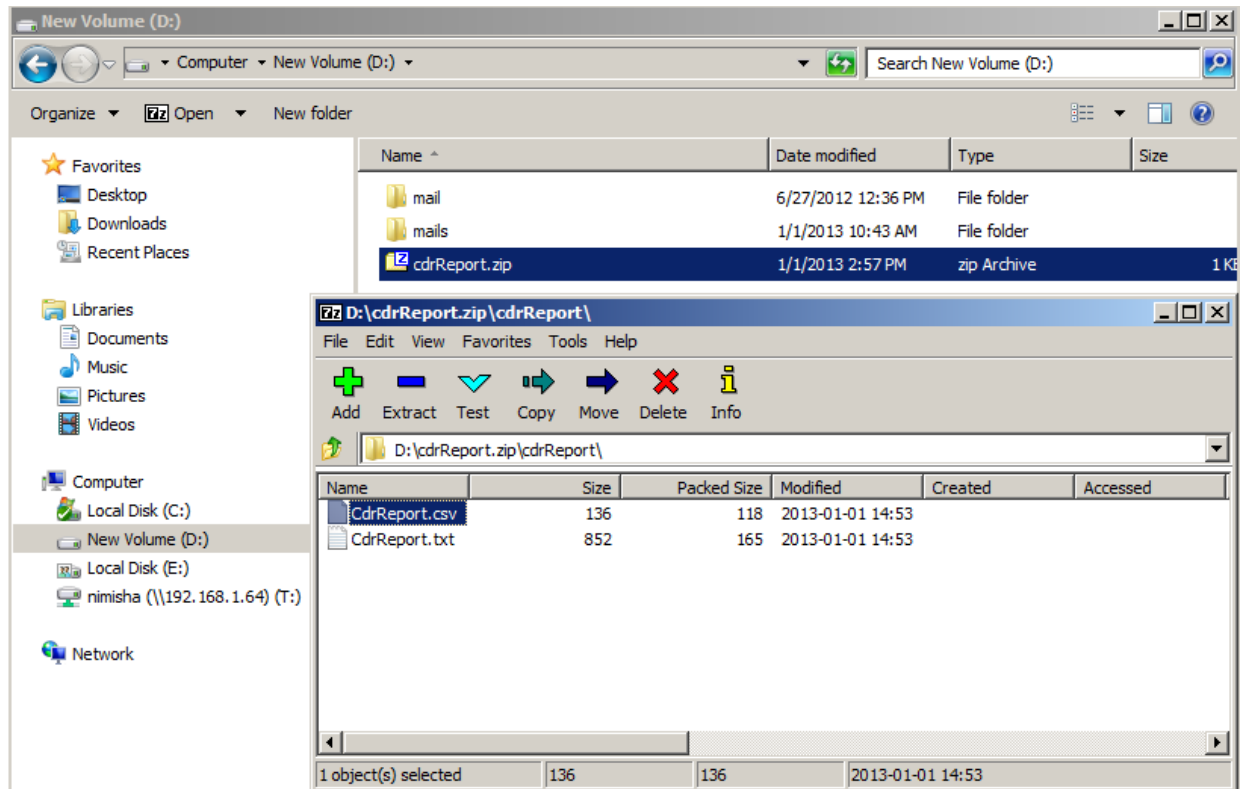 New Volume (D:)
Computer New Volume (D:) Search New Volume (D:)
Organize 7z Open New folder
Name Date modified Type Size
Favorites
Desktop
Downloads
Recent Places
Libraries
Documents
Music
Pictures
Videos
Computer
Local Disk (C:)
New Volume (D:)
Local Disk (E:)
nimisha (\\192.168.1.64) (T:)
Network
mail 6/27/2012 12:36 PM File folder
mails 1/1/2013 10:43 AM File folder
cdrReport.zip 1/1/2013 2:57 PM zip Archive 1 KB
7z D:\cdrReport.zip\cdrReport\
File Edit View Favorites Tools Help
Add Extract Test Copy Move Delete Info
D:\cdrReport.zip\cdrReport\
Name Size Packed Size Modified Created Accessed
CdrReport.csv 136 118 2013-01-01 14:53
CdrReport.txt 852 165 2013-01-01 14:53
1 object(s) selected 136 136 2013-01-01 14:53